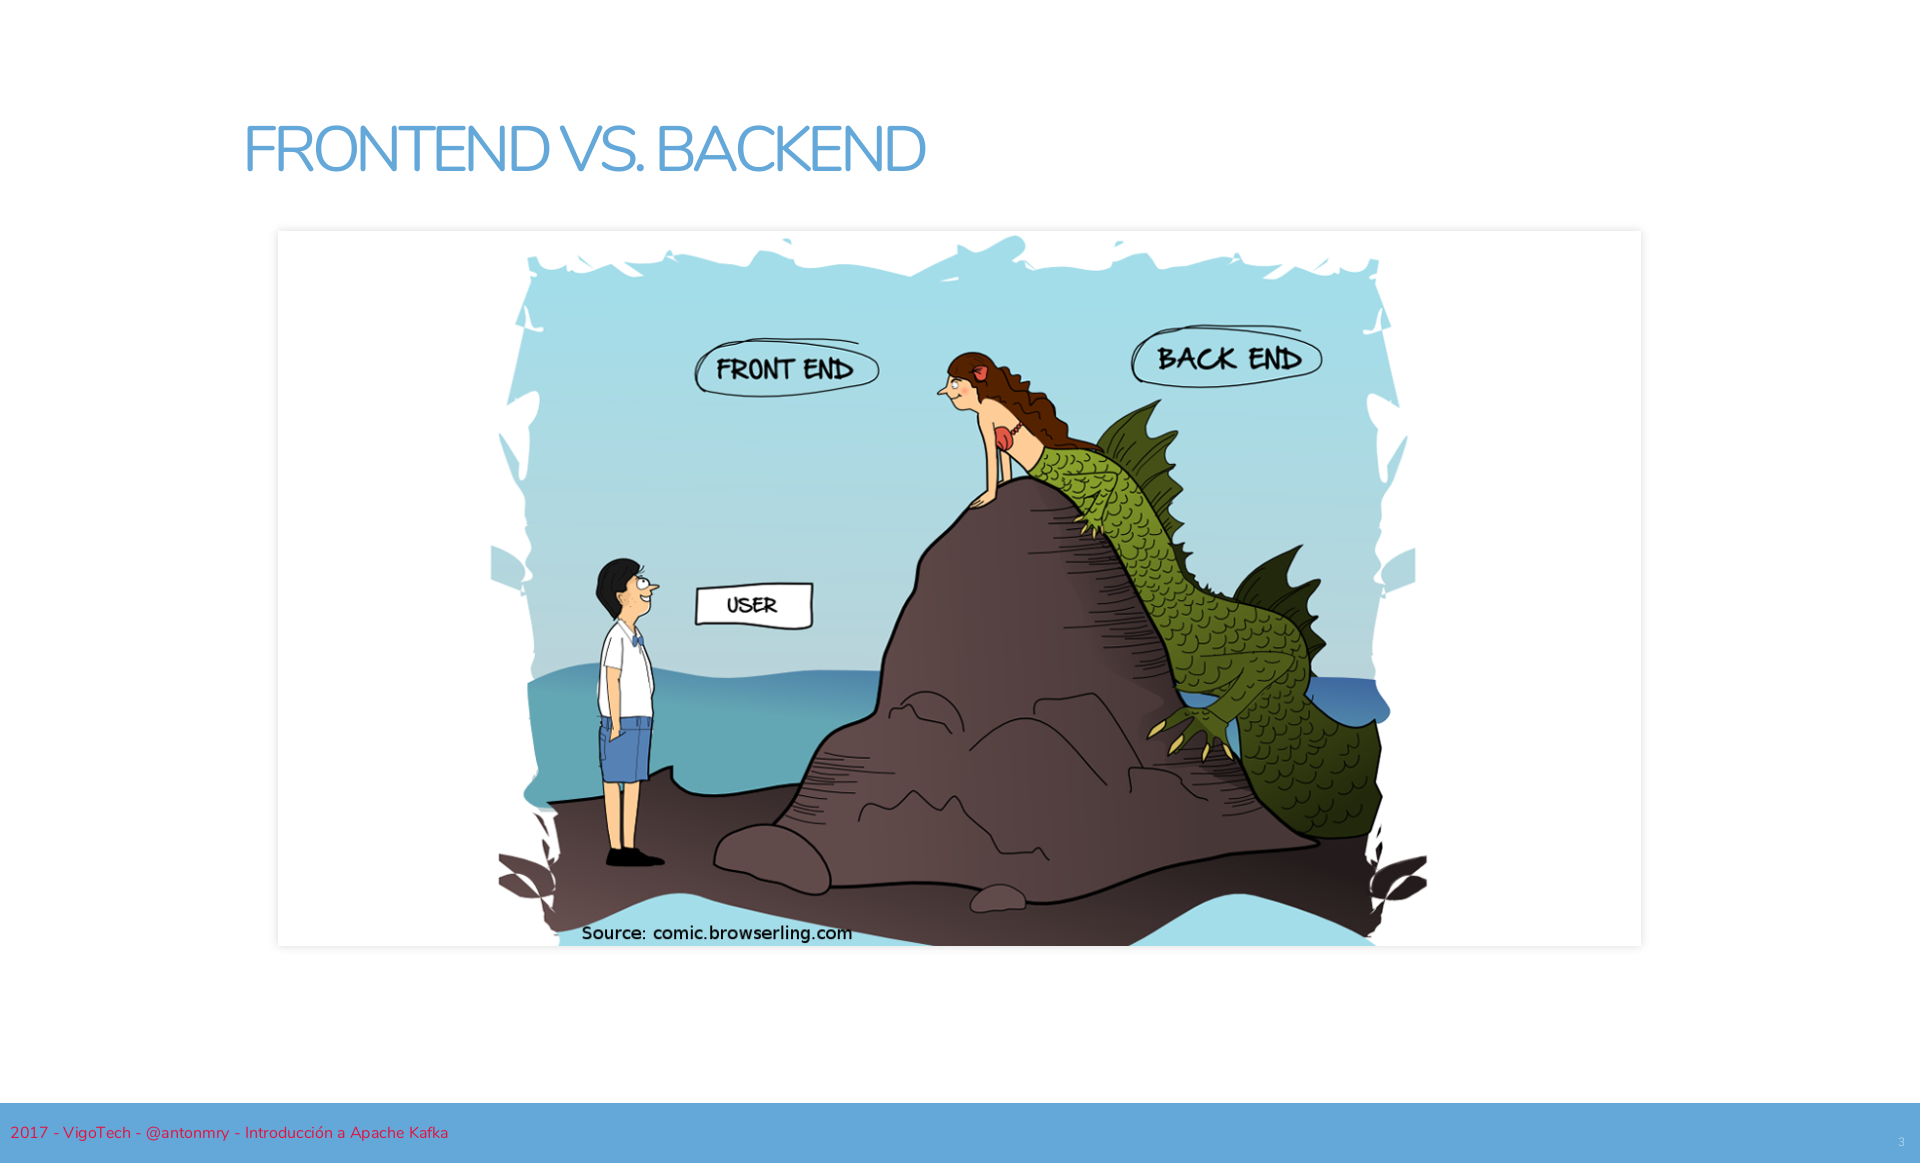 FRONTEND VS. BACKEND
FRONT END
BACK END
USER
Source: comic.browserling.com
2017 - VigoTech - @antonmry - Introducción a Apache Kafka
3